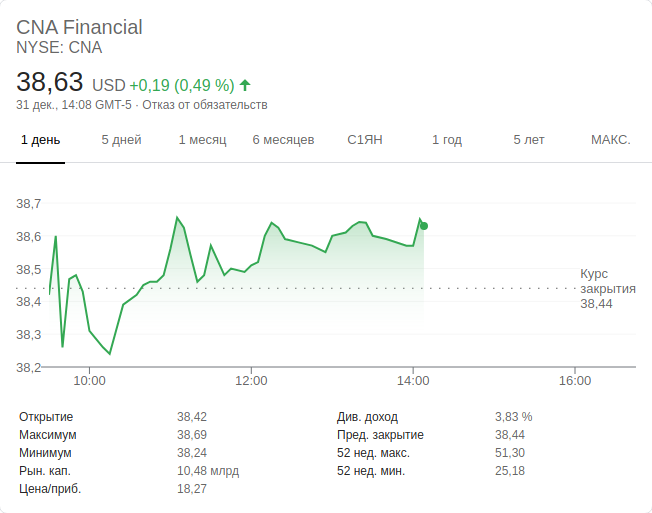 CNA Financial
NYSE: CNA
38,63 USD +0,19 (0,49 %)
31 дек., 14:08 GMT-5 · Отказ от обязательств
1 день 5 дней 1 месяц 6 месяцев С1ЯН 1 год 5 лет МАКС.
38,7
38,6
38,5
38,4
38,3
38,2
Курс
закрытия
38,44
10:00 12:00 14:00 16:00
Открытие 38,42 Див. доход 3,83 %
Максимум 38,69 Пред. закрытие 38,44
Минимум 38,24 52 нед. макс. 51,30
Рын. кап. 10,48 млрд 52 нед. мин. 25,18
Цена/приб. 18,27